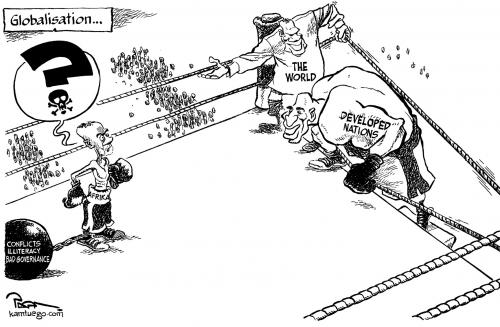 Globalisation...
?
THE WORLD
DEVELOPED
NATIONS
AFRICA
CONFLICTS
ILLITERACY
BAD GOVERNANCE
kamtuego.com